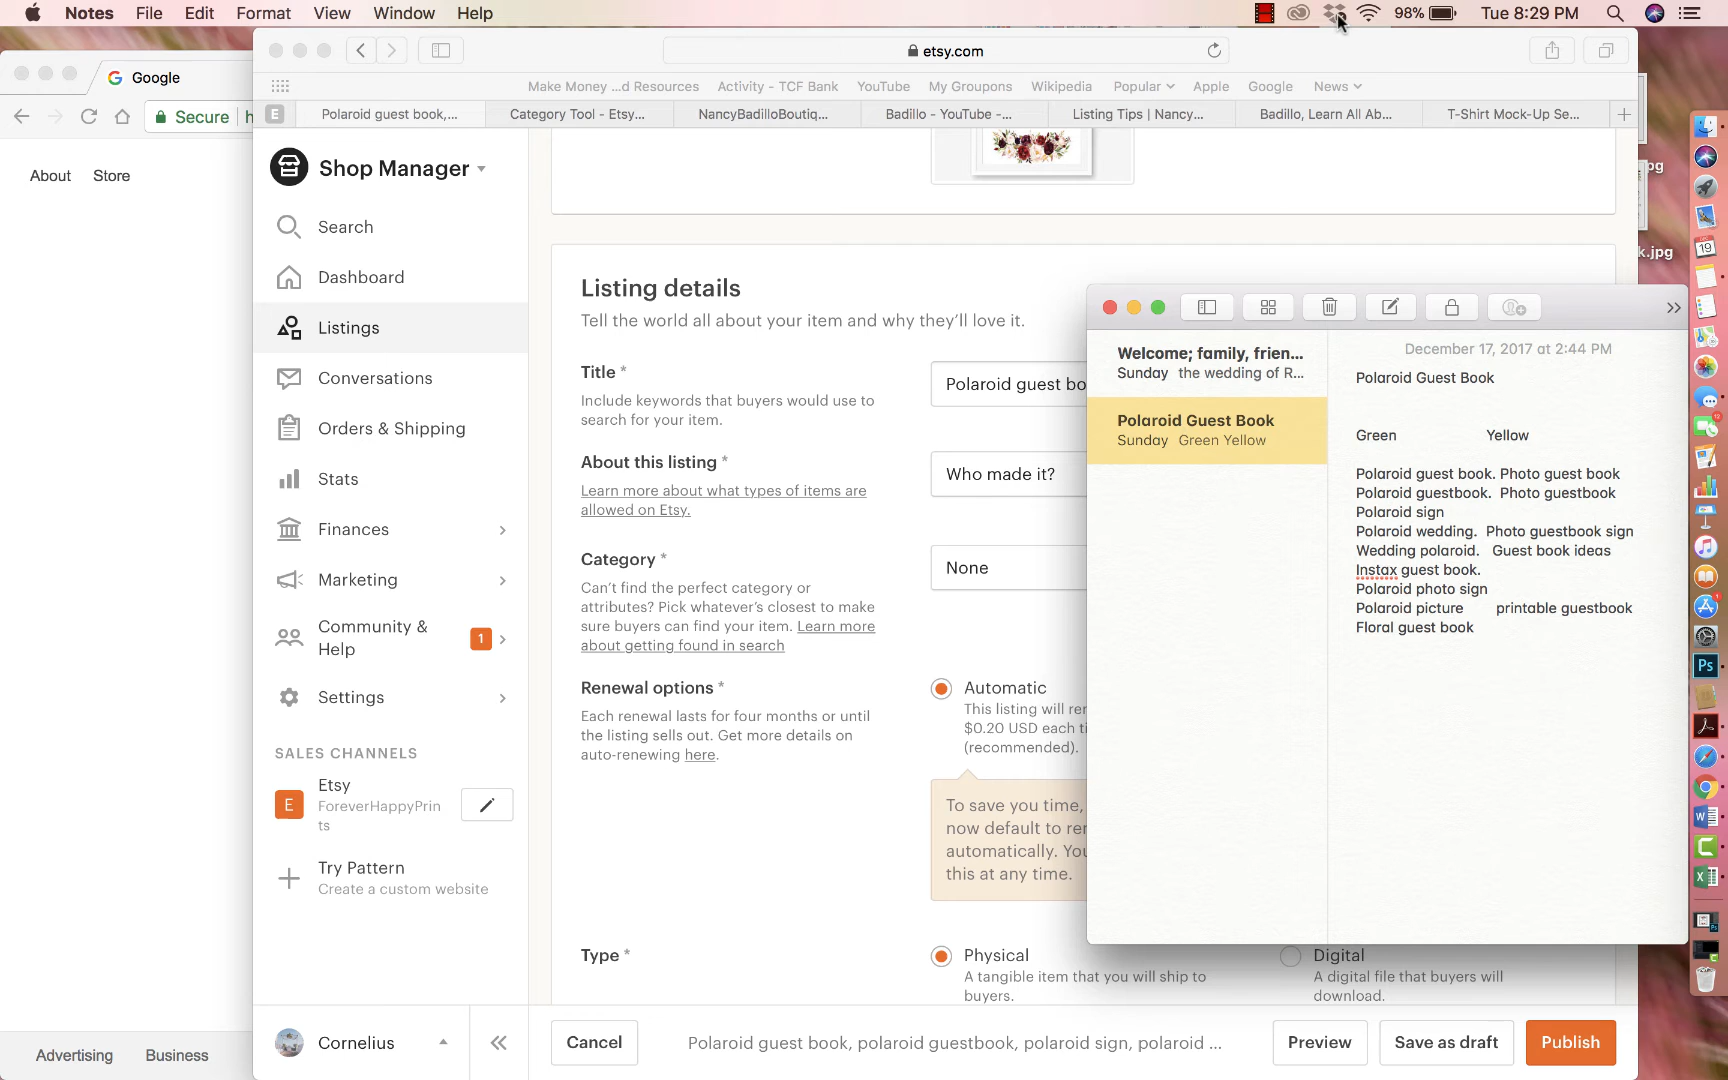 Notes File Edit Format View Window Help 98% Tue 8:29 PM
etsy.com
Google
Make Money ...d Resources Activity - TCF Bank YouTube My Groupons Wikipedia Popular Apple Google News
Secure h
E Polaroid guest book,... Category Tool - Etsy... NancyBadilloBoutiq... Badillo - YouTube -... Listing Tips | Nancy... Badillo, Learn All Ab... T-Shirt Mock-Up Se...
About Store
Shop Manager
Search
Dashboard
Listings
Conversations
Orders & Shipping
Stats
Finances
Marketing
Community &
Help
1
Settings
SALES CHANNELS
E
Etsy
ForeverHappyPrin
ts
Try Pattern
Create a custom website
Cornelius
Advertising Business
Listing details
Tell the world all about your item and why they'll love it.
Title *
Include keywords that buyers would use to
search for your item.
Polaroid guest bo
About this listing *
Learn more about what types of items are
allowed on Etsy.
Who made it?
Category *
Can't find the perfect category or
attributes? Pick whatever's closest to make
sure buyers can find your item. Learn more
about getting found in search
None
Renewal options *
Each renewal lasts for four months or until
the listing sells out. Get more details on
auto-renewing here.
Automatic
This listing will re
$0.20 USD each ti
(recommended).
To save you time,
now default to re
automatically. You
this at any time.
Type *
Physical
A tangible item that you will ship to
buyers.
Digital
A digital file that buyers will
download.
Cancel
Polaroid guest book, polaroid guestbook, polaroid sign, polaroid ...
Preview
Save as draft
Publish
Welcome; family, frien...
Sunday the wedding of R...
Polaroid Guest Book
Sunday Green Yellow
December 17, 2017 at 2:44 PM
Polaroid Guest Book
Green Yellow
Polaroid guest book. Photo guest book
Polaroid guestbook. Photo guestbook
Polaroid sign
Polaroid wedding. Photo guestbook sign
Wedding polaroid. Guest book ideas
Instax guest book.
Polaroid photo sign
Polaroid picture printable guestbook
Floral guest book
pg
k.jpg
19
Ps